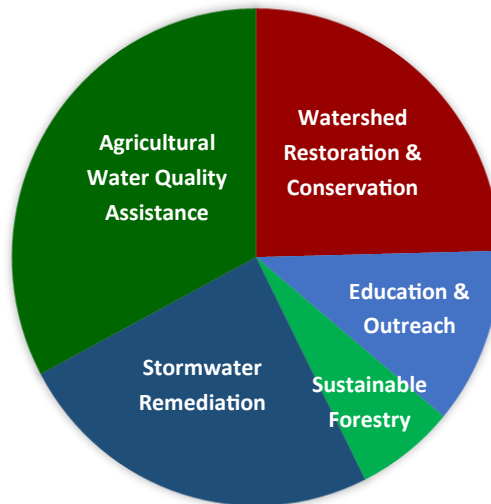 Watershed
Restoration &
Conservation
Agricultural
Water Quality
Assistance
Education &
Outreach
Stormwater
Remediation
Sustainable
Forestry